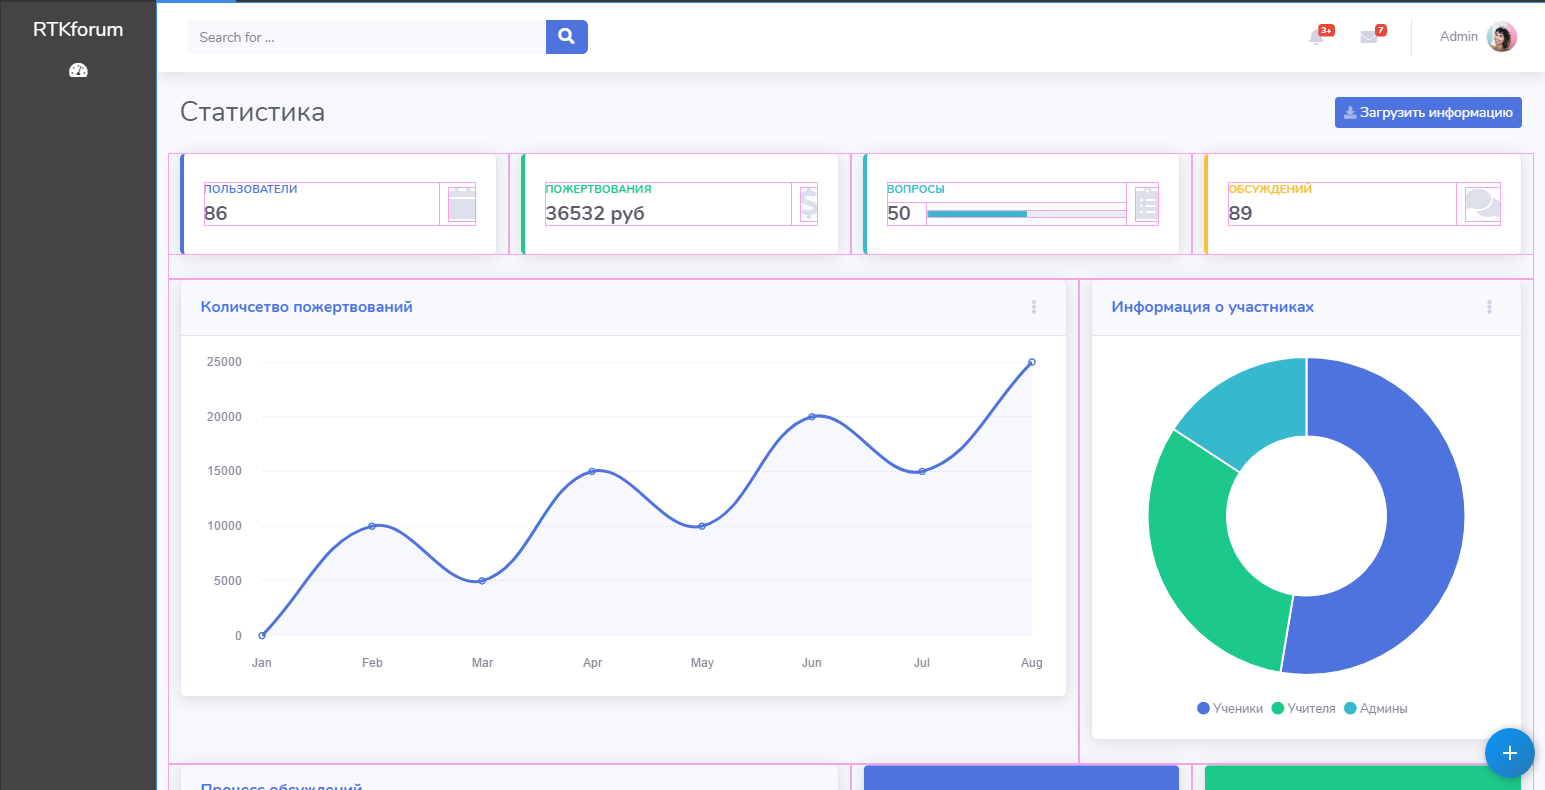 RTKforum
Search for ...
3+
7
Admin
Статистика
Загрузить информацию
ПОЛЬЗОВАТЕЛИ
86
ПОЖЕРТВОВАНИЯ
36532 руб
ВОПРОСЫ
50
ОБСУЖДЕНИЙ
89
Количсетво пожертвований
25000
20000
15000
10000
5000
0
Jan Feb Mar Apr May Jun Jul Aug
Информация о участниках
Ученики Учителя Админы
Процесс обсуждений